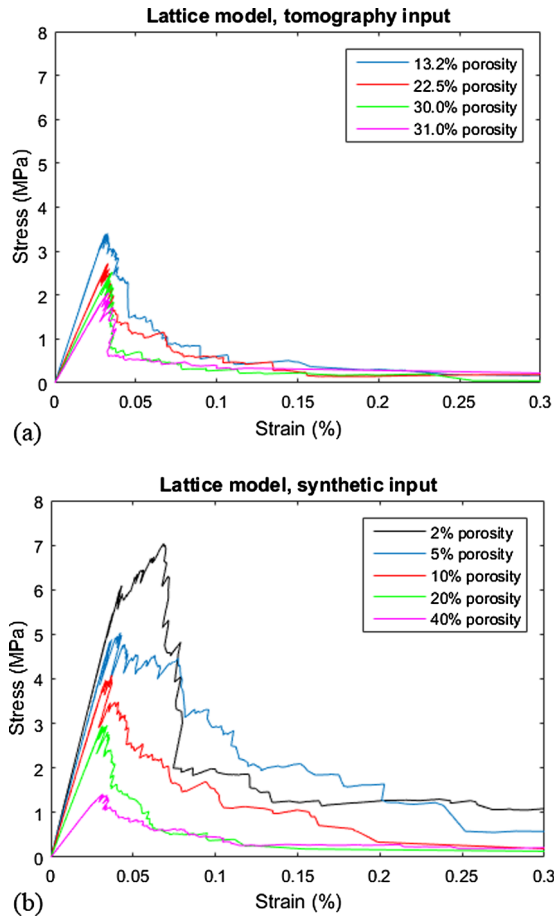 Lattice model, tomography input
8
7
6
5
4
3
2
1
0
Stress (MPa)
13.2% porosity
22.5% porosity
30.0% porosity
31.0% porosity
0 0.05 0.1 0.15 0.2 0.25 0.3
Strain (%)
(a)
Lattice model, synthetic input
8
7
6
5
4
3
2
1
0
Stress (MPa)
2% porosity
5% porosity
10% porosity
20% porosity
40% porosity
0 0.05 0.1 0.15 0.2 0.25 0.3
Strain (%)
(b)